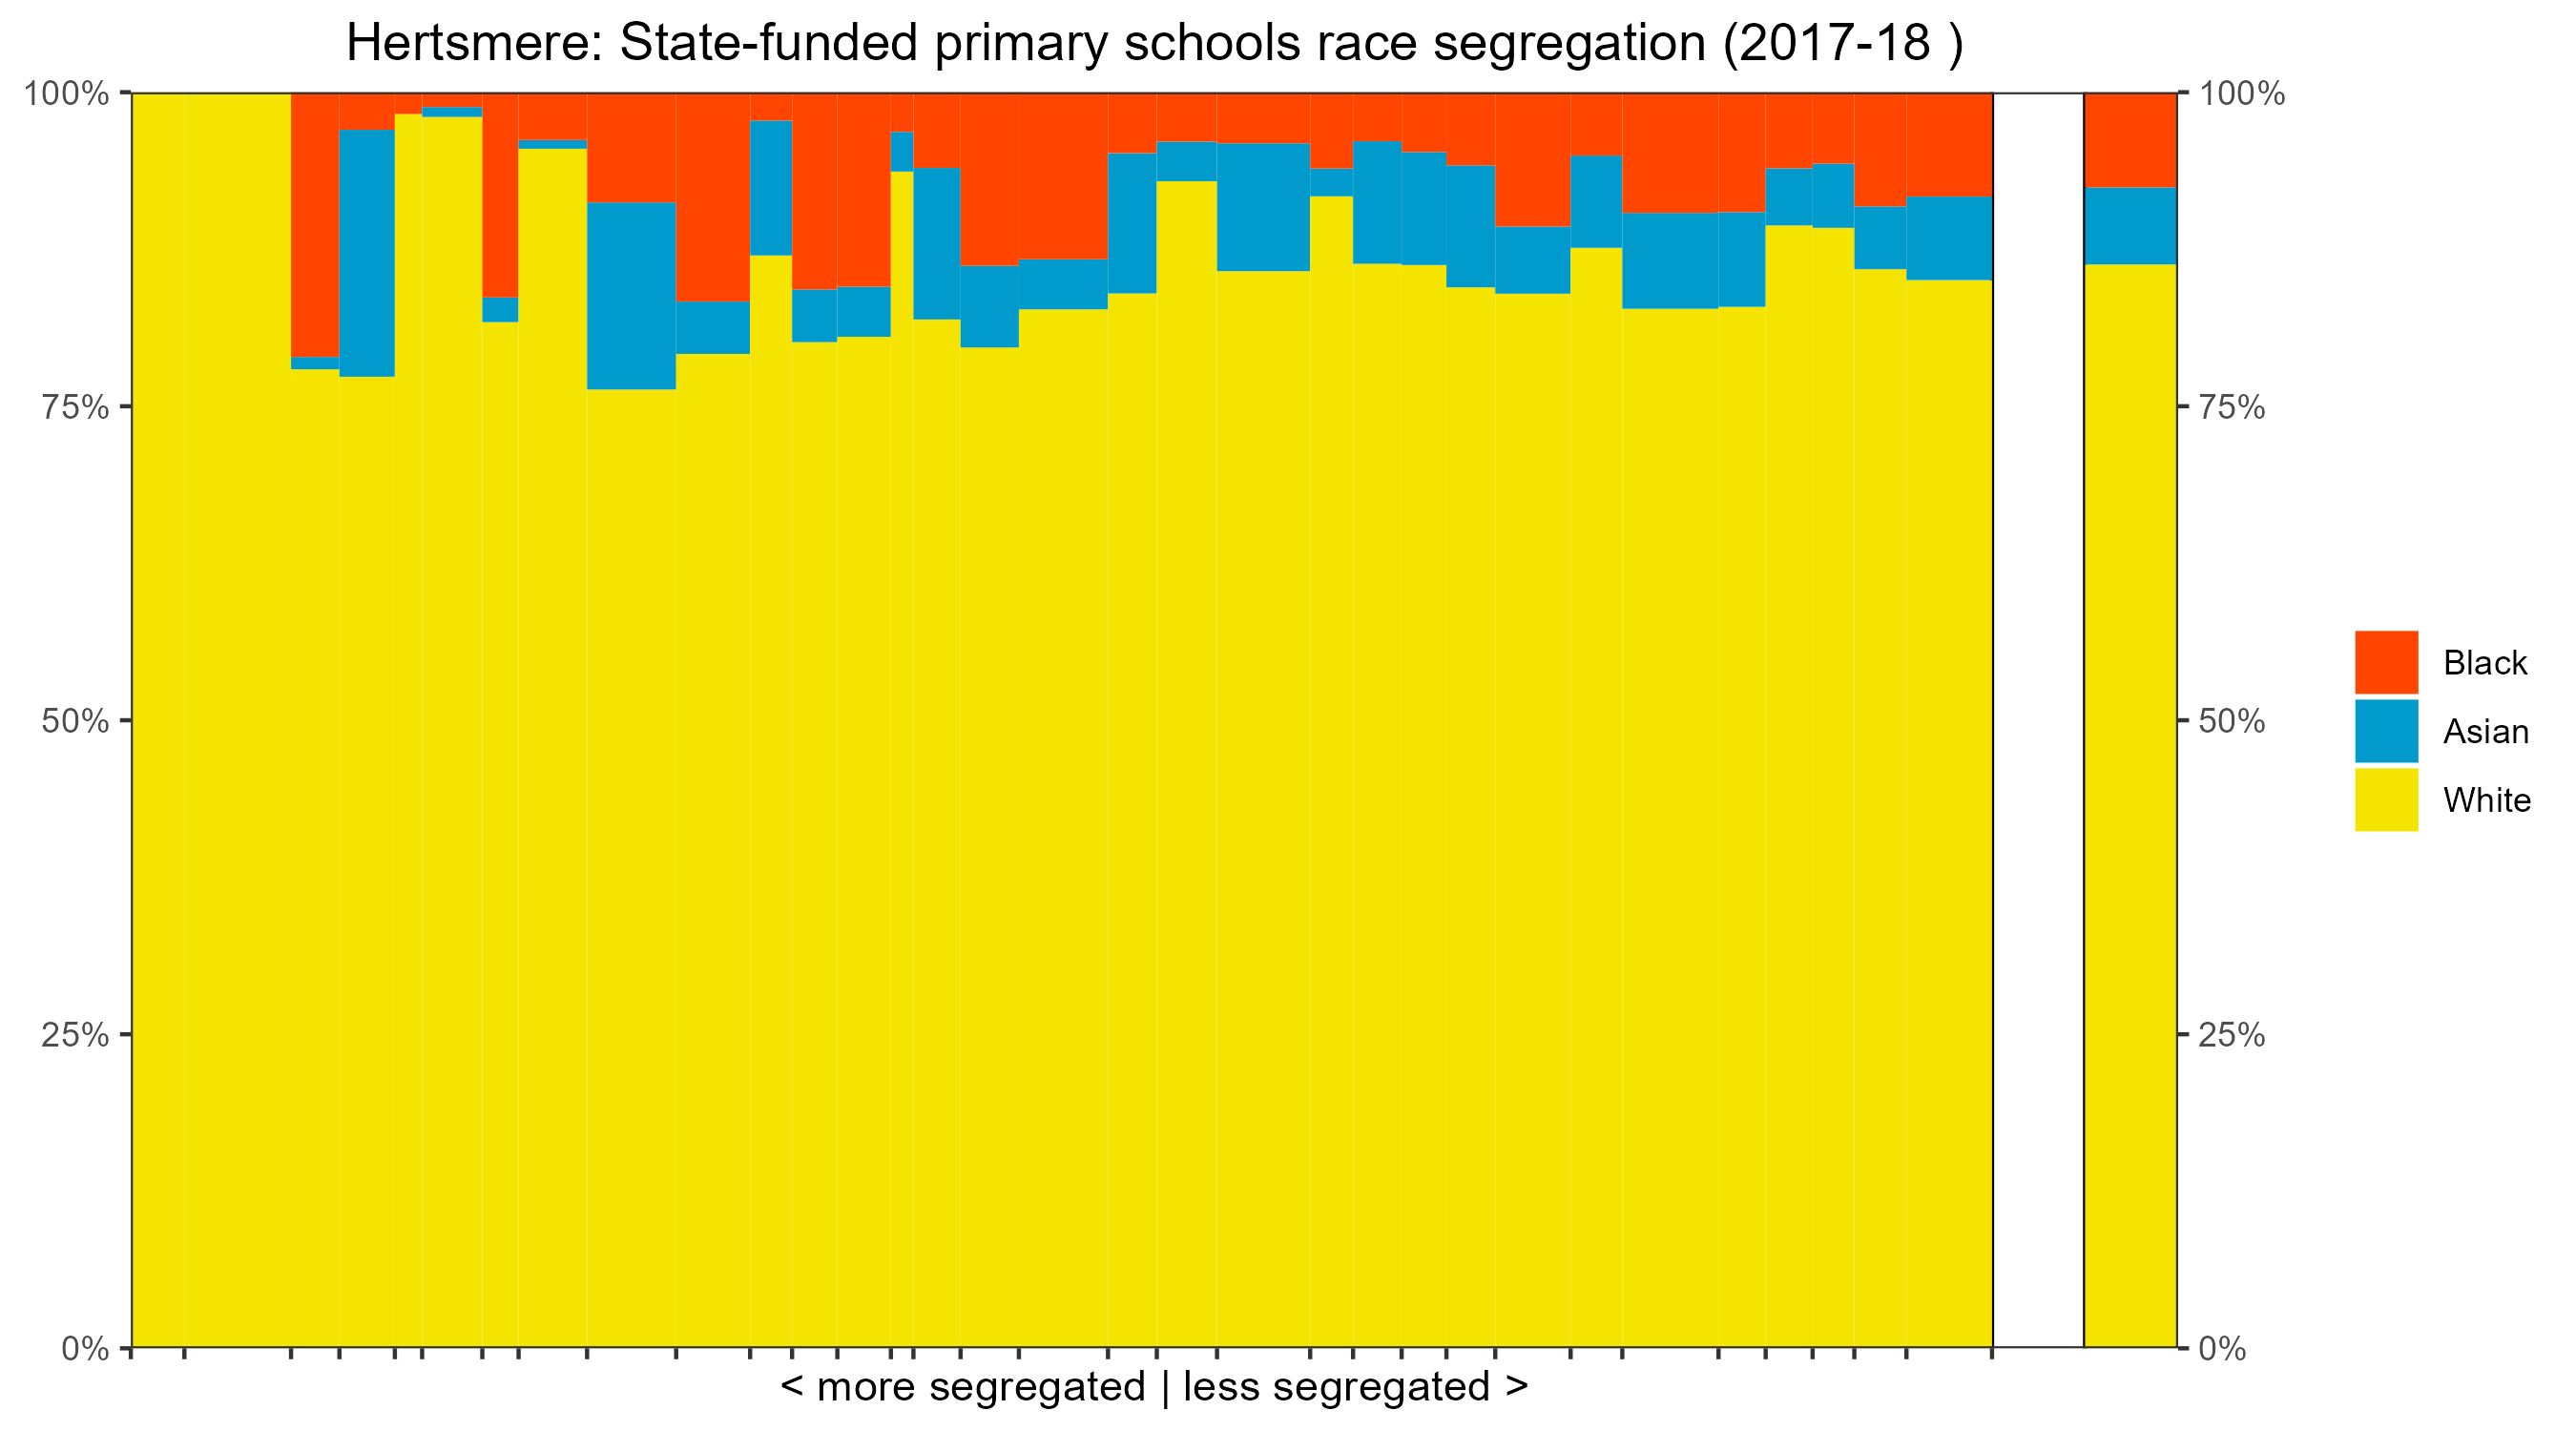 Hertsmere: State-funded primary schools race segregation (2017-18 )
100%
75%
50%
25%
0%
100%
75%
50%
25%
0%
Black
Asian
White
< more segregated | less segregated >